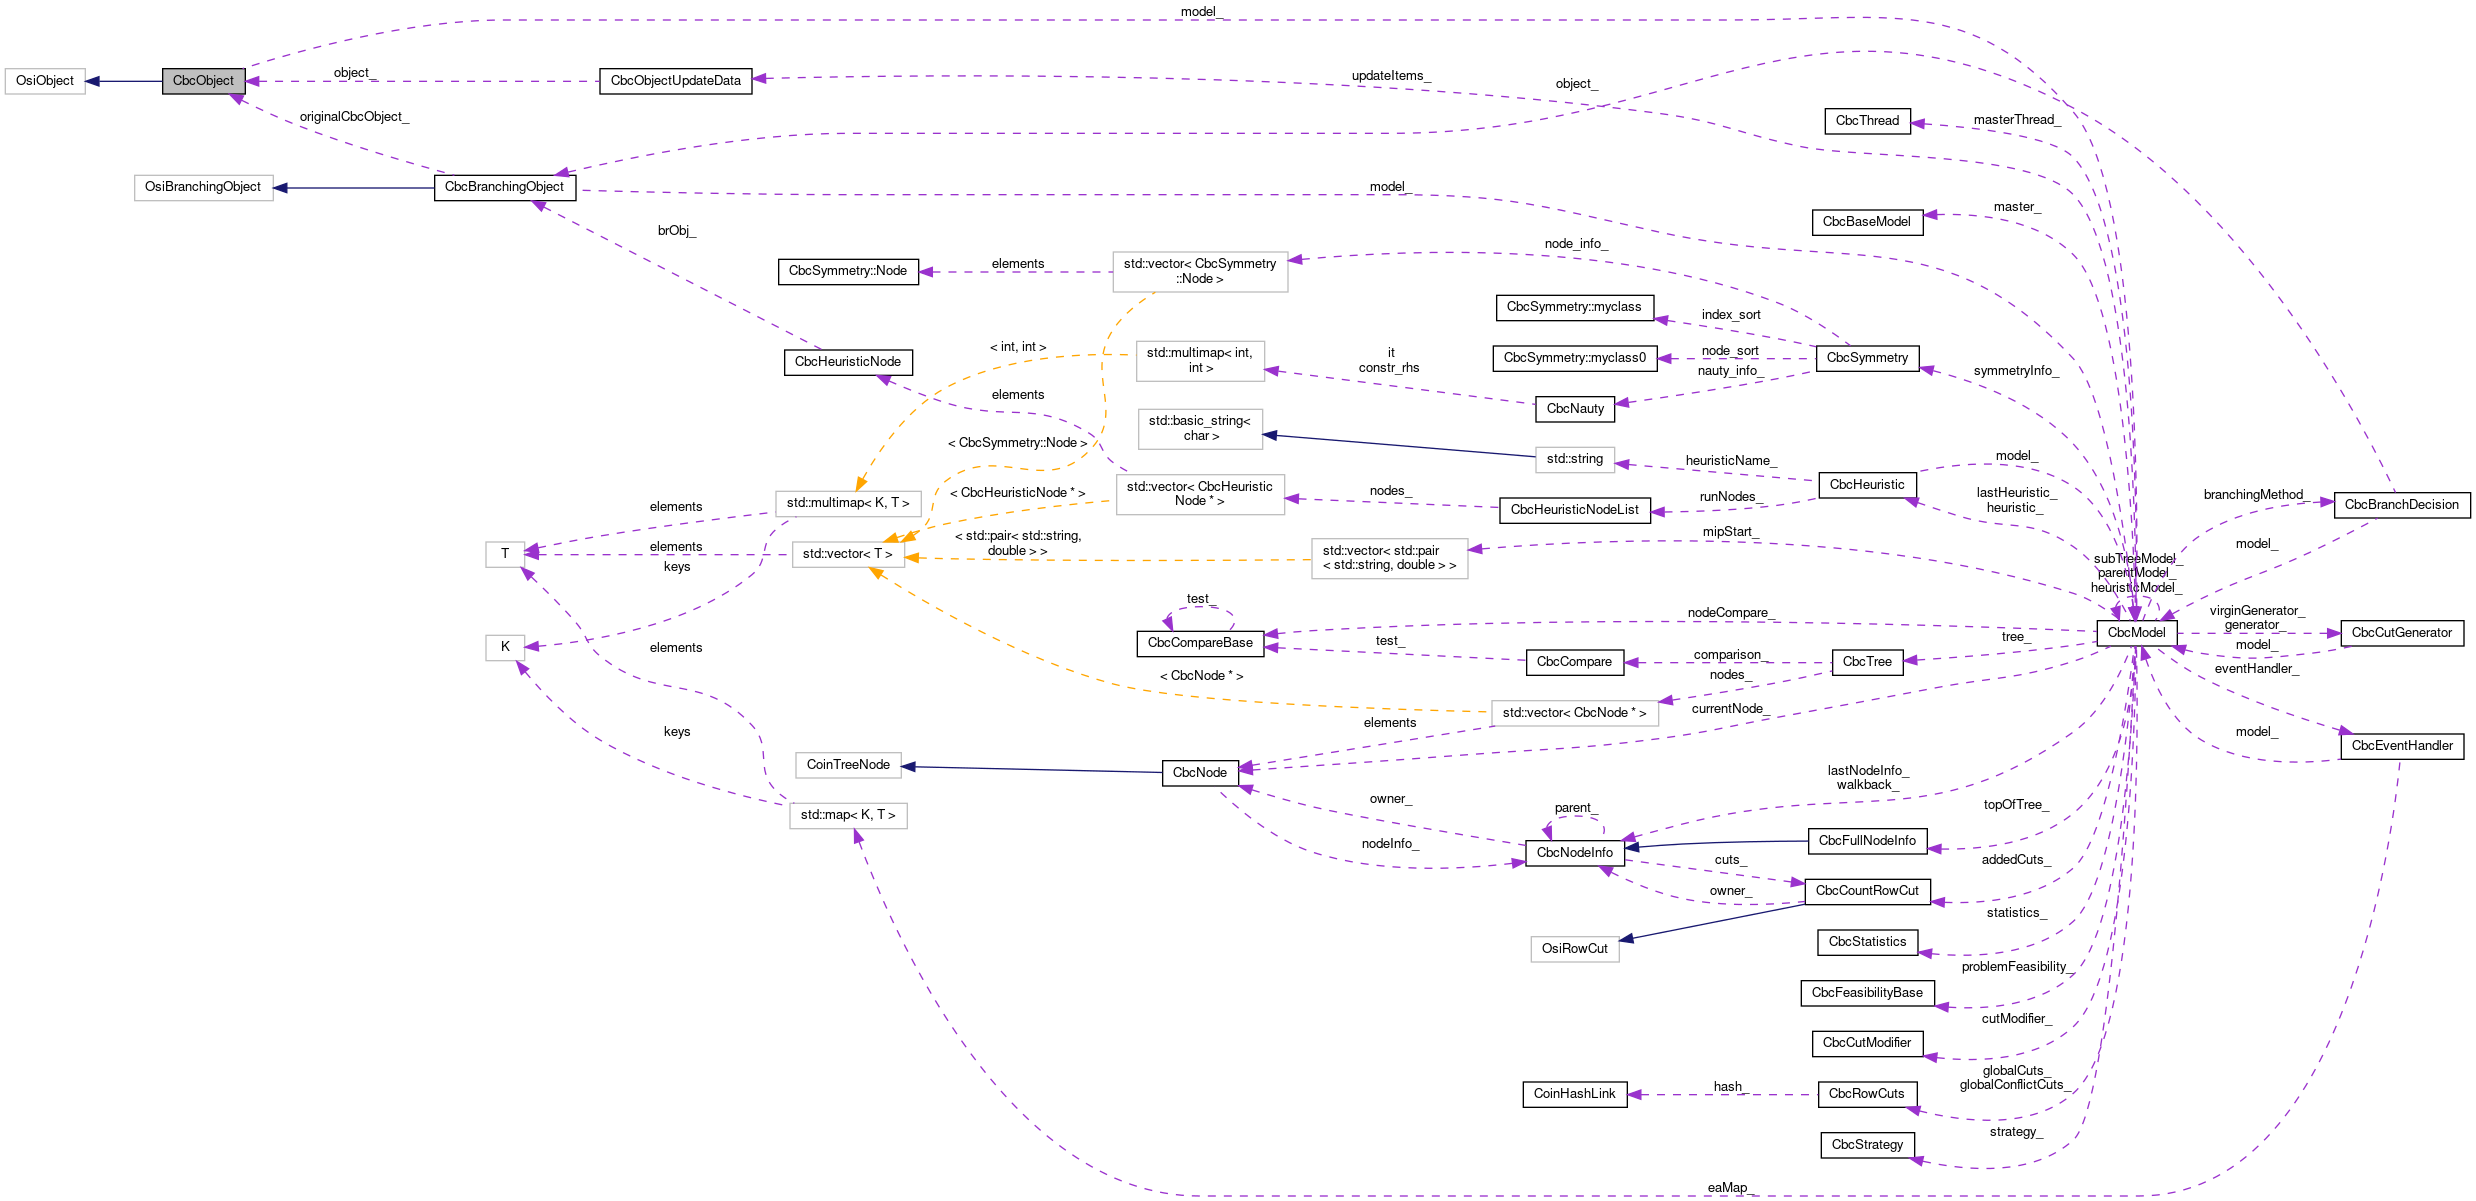 model_
OsiObject
CbcObject
object_
CbcObjectUpdateData
updateItems_
object_
originalCbcObject_
CbcThread
masterThread_
OsiBranchingObject
CbcBranchingObject
model_
brObj_
CbcBaseModel
master_
CbcSymmetry::Node
elements
std::vector< CbcSymmetry
::Node >
node_info_
CbcSymmetry::myclass
index_sort
CbcHeuristicNode
< int, int >
std::multimap< int,
int >
it
constr_rhs
CbcSymmetry::myclass0
node_sort
nauty_info_
CbcSymmetry
symmetryInfo_
elements
CbcNauty
std::basic_string<
char >
< CbcSymmetry::Node >
std::string
heuristicName_
CbcHeuristic
model_
lastHeuristic_
heuristic_
< CbcHeuristicNode * >
std::vector< CbcHeuristic
Node * >
nodes_
CbcHeuristicNodeList
runNodes_
branchingMethod_
CbcBranchDecision
std::multimap< K, T >
elements
T
elements
keys
std::vector< T >
< std::pair< std::string,
double > >
std::vector< std::pair
< std::string, double > >
mipStart_
model_
subTreeModel_
parentModel_
heuristicModel_
test_
CbcCompareBase
nodeCompare_
test_
CbcCompare
comparison_
CbcTree
tree_
CbcModel
virginGenerator_
generator_
model_
CbcCutGenerator
K
elements
< CbcNode * >
nodes_
std::vector< CbcNode * >
eventHandler_
keys
elements
currentNode_
model_
CbcEventHandler
CoinTreeNode
CbcNode
lastNodeInfo_
walkback_
std::map< K, T >
owner_
parent_
topOfTree_
nodeInfo_
CbcNodeInfo
CbcFullNodeInfo
cuts_
addedCuts_
owner_
CbcCountRowCut
statistics_
OsiRowCut
CbcStatistics
problemFeasibility_
CbcFeasibilityBase
cutModifier_
CbcCutModifier
globalCuts_
globalConflictCuts_
CoinHashLink
hash_
CbcRowCuts
strategy_
CbcStrategy
eaMap_